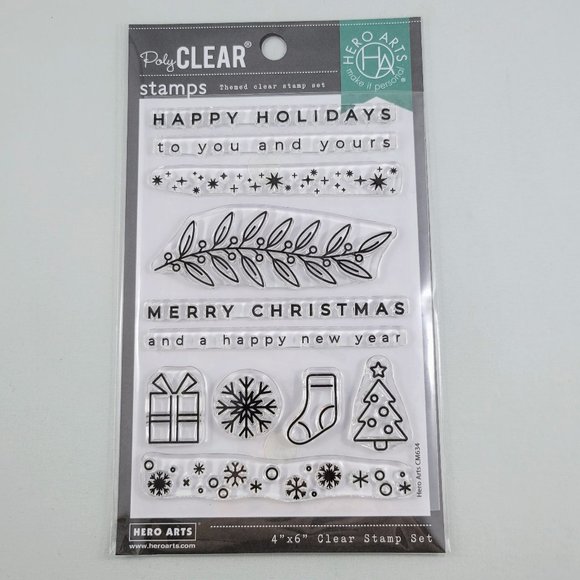 Poly CLEAR®
stamps
Themed clear stamp set
HERO ARTS
HA
make it personal
HAPPY HOLIDAYS
to you and yours
MERRY CHRISTMAS
and a happy new year
Hero Arts CM634
HERO ARTS
www.heroarts.com
4"x6" Clear Stamp Set